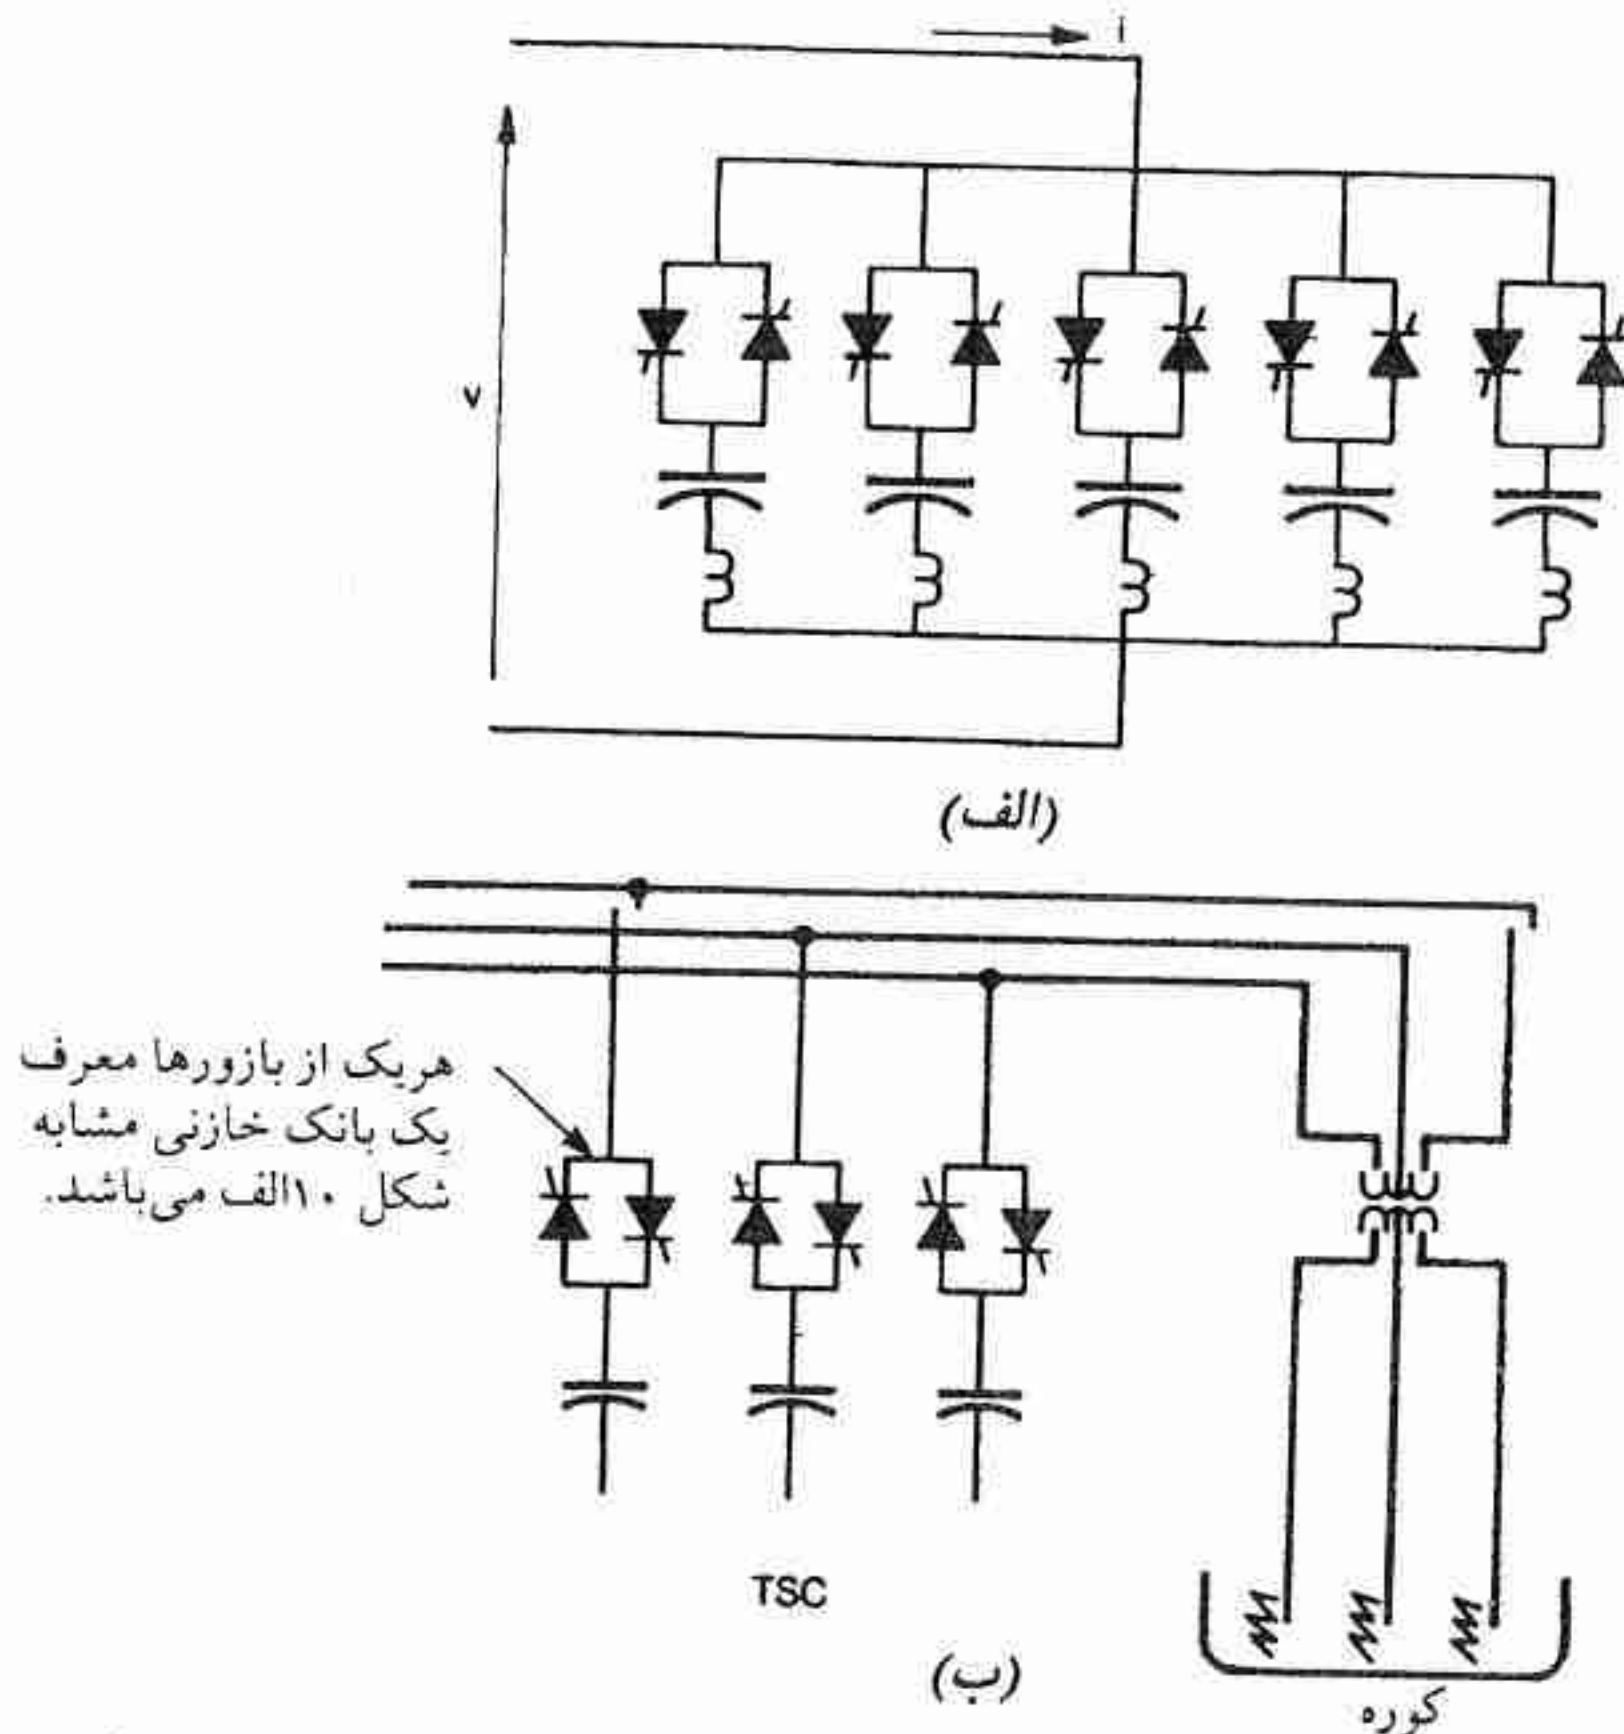 i
v
(الف)
هریک از بازورها معرف
یک بانک خازنی مشابه
شکل ۱۰الف می‌باشد.
TSC
(ب)
کوره